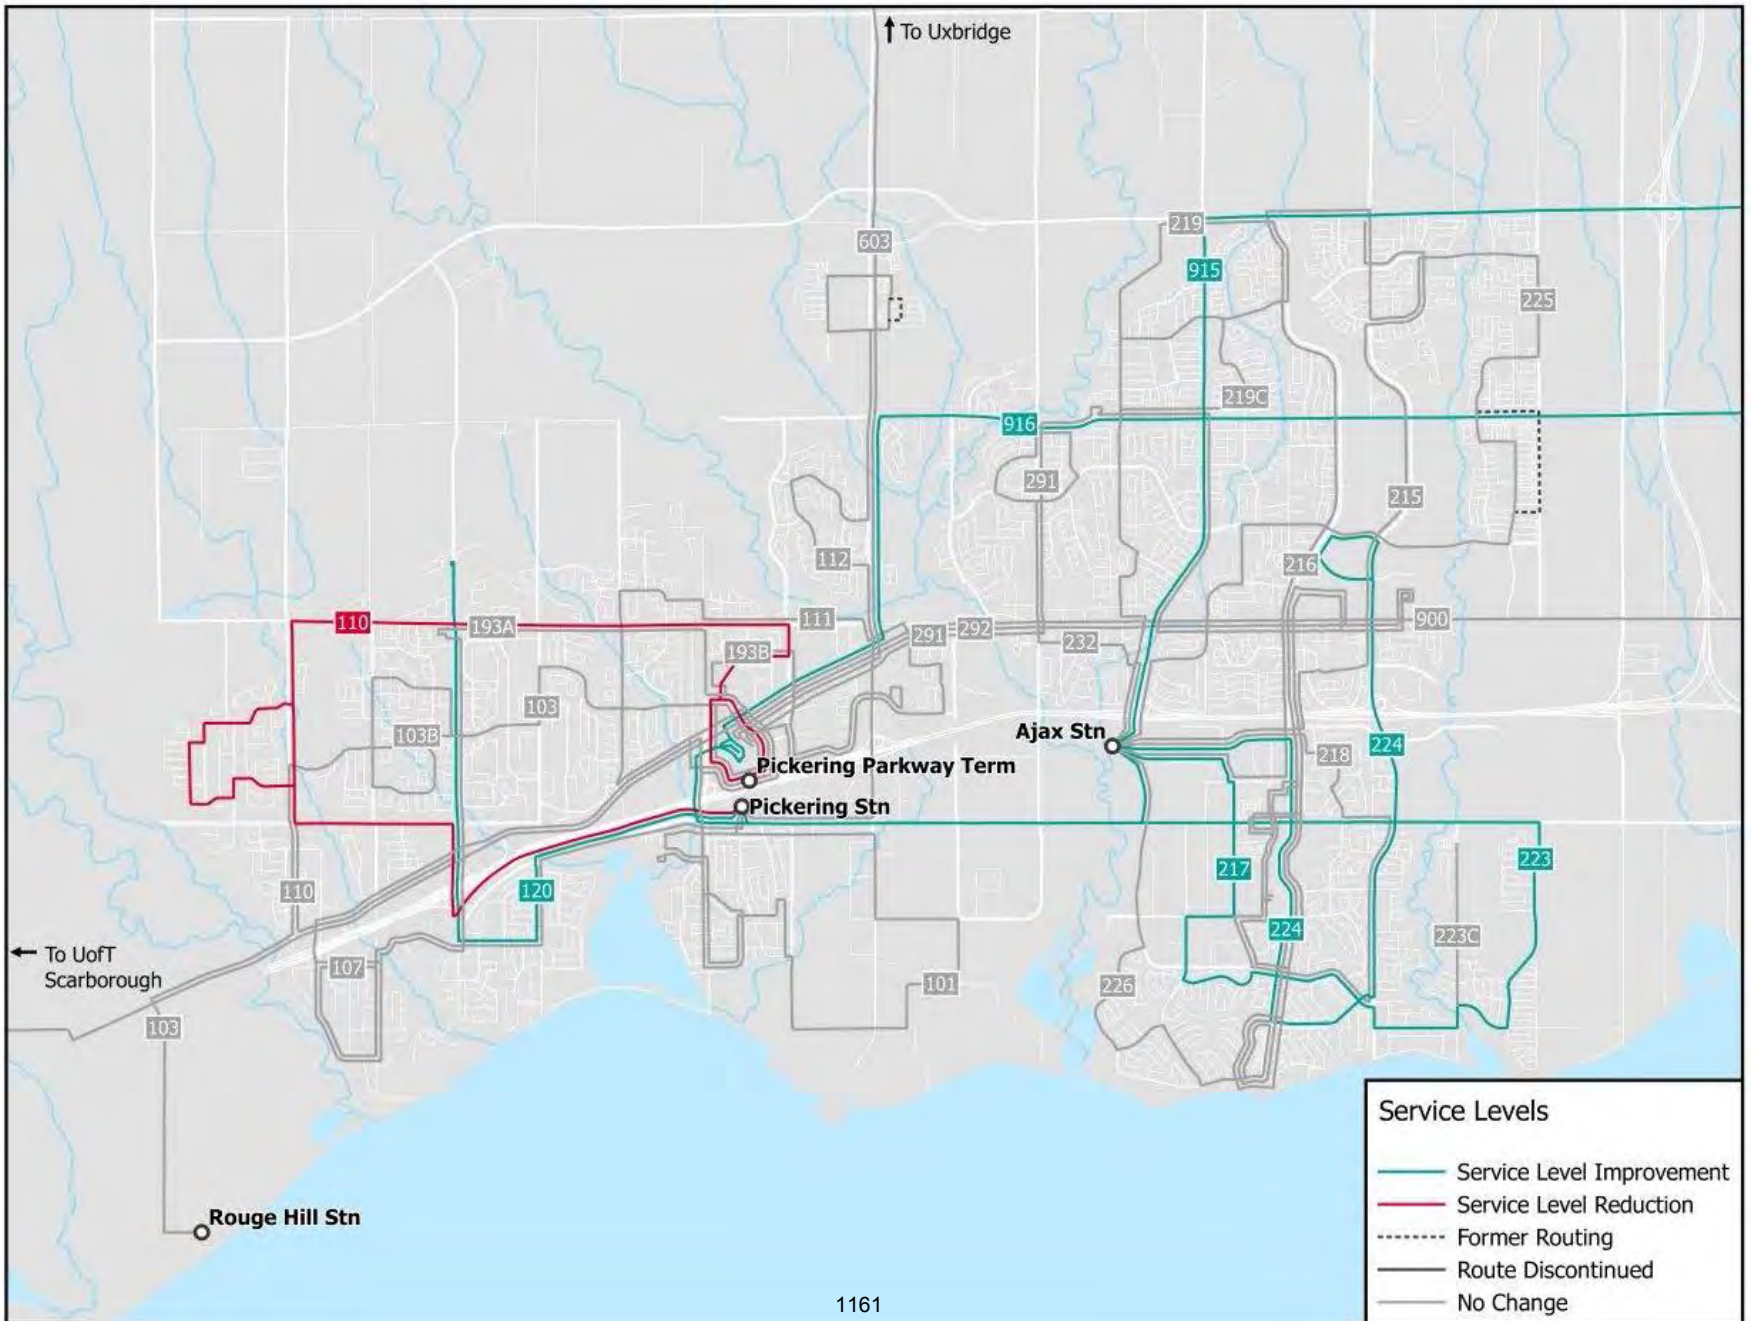 To Uxbridge
219
603
915
225
219C
916
291
215
112
216
110
193A
111
291
292
232
900
193B
103
103B
Ajax Stn
218
224
Pickering Parkway Term
Pickering Stn
217
223
110
120
224
223C
To UofT
Scarborough
107
101
226
103
Rouge Hill Stn
Service Levels
Service Level Improvement
Service Level Reduction
Former Routing
Route Discontinued
No Change
1161